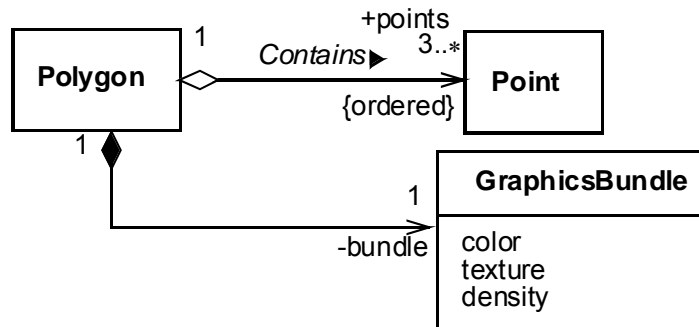 +points
1
3..*
Contains
Polygon
Point
{ordered}
1
GraphicsBundle
1
-bundle
color
texture
density